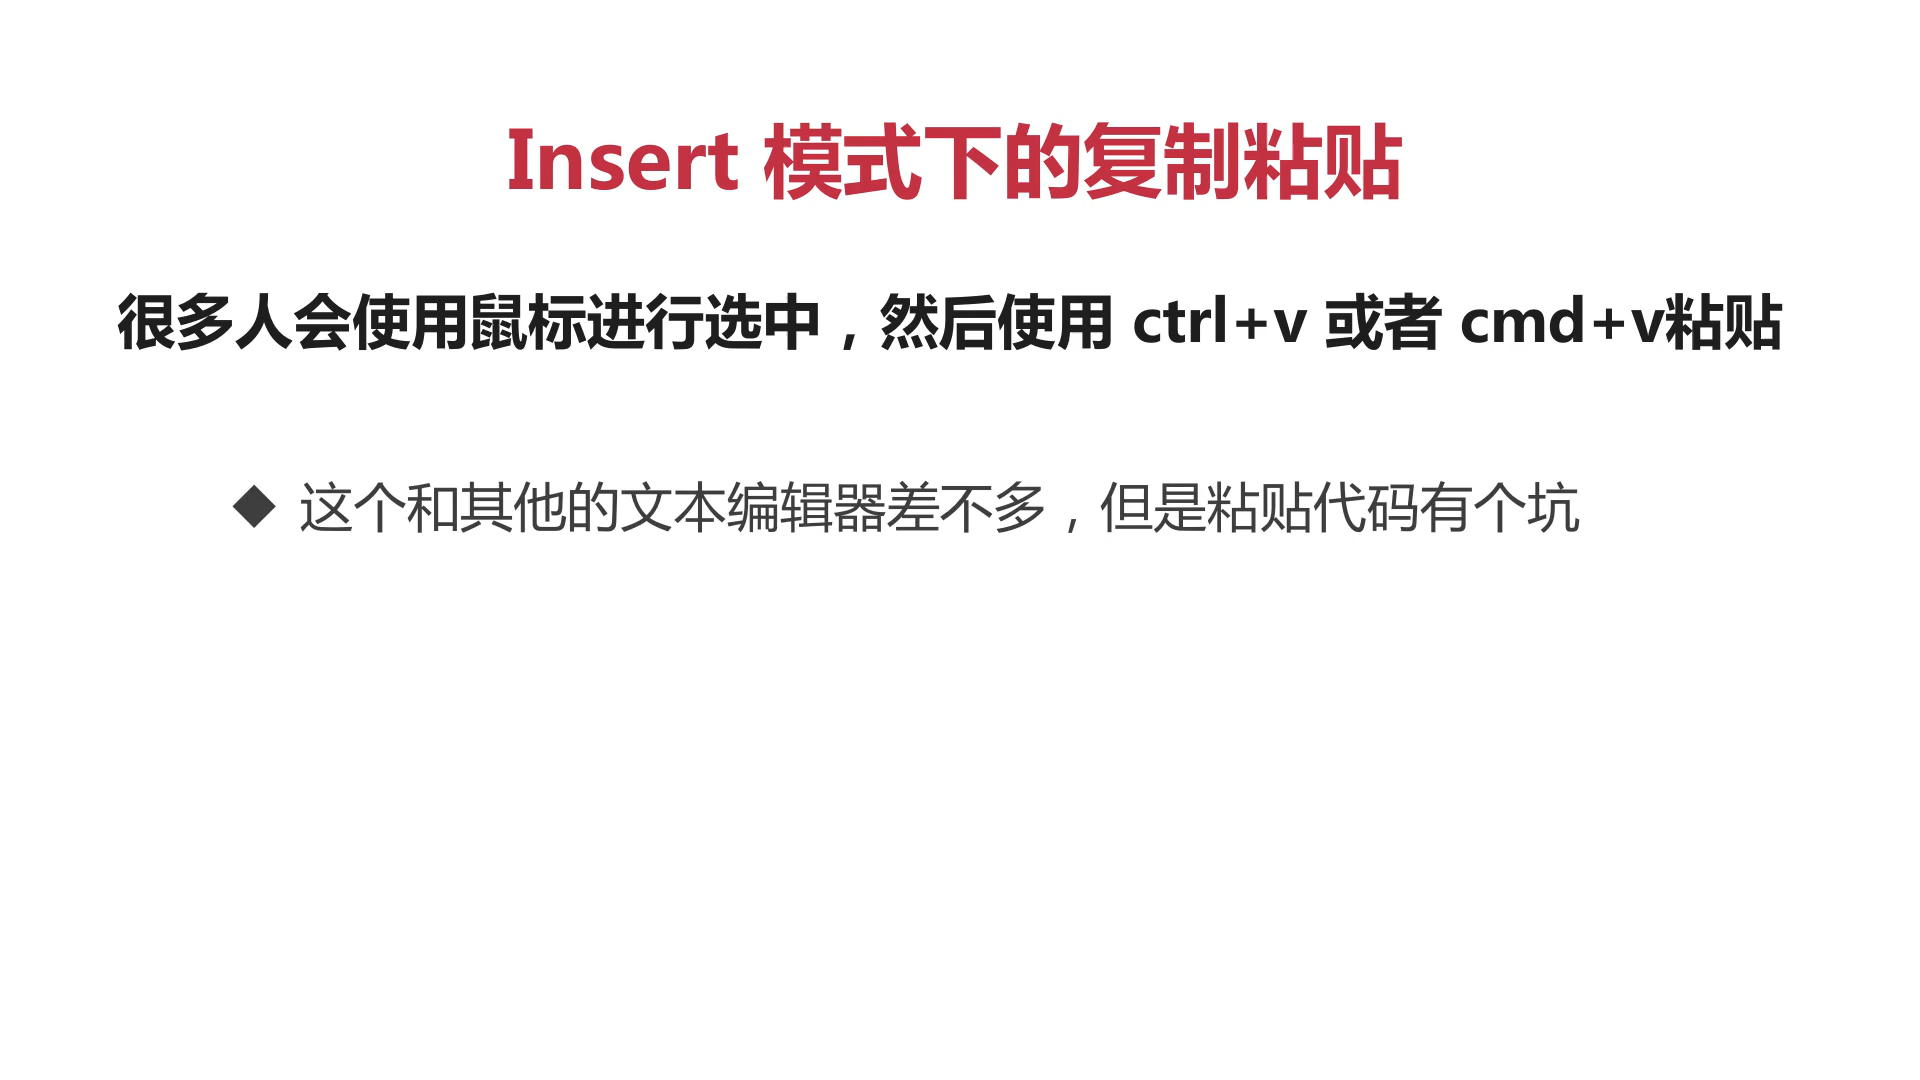 Insert 模式下的复制粘贴
很多人会使用鼠标进行选中，然后使用 ctrl+v 或者 cmd+v粘贴
◆ 这个和其他的文本编辑器差不多，但是粘贴代码有个坑